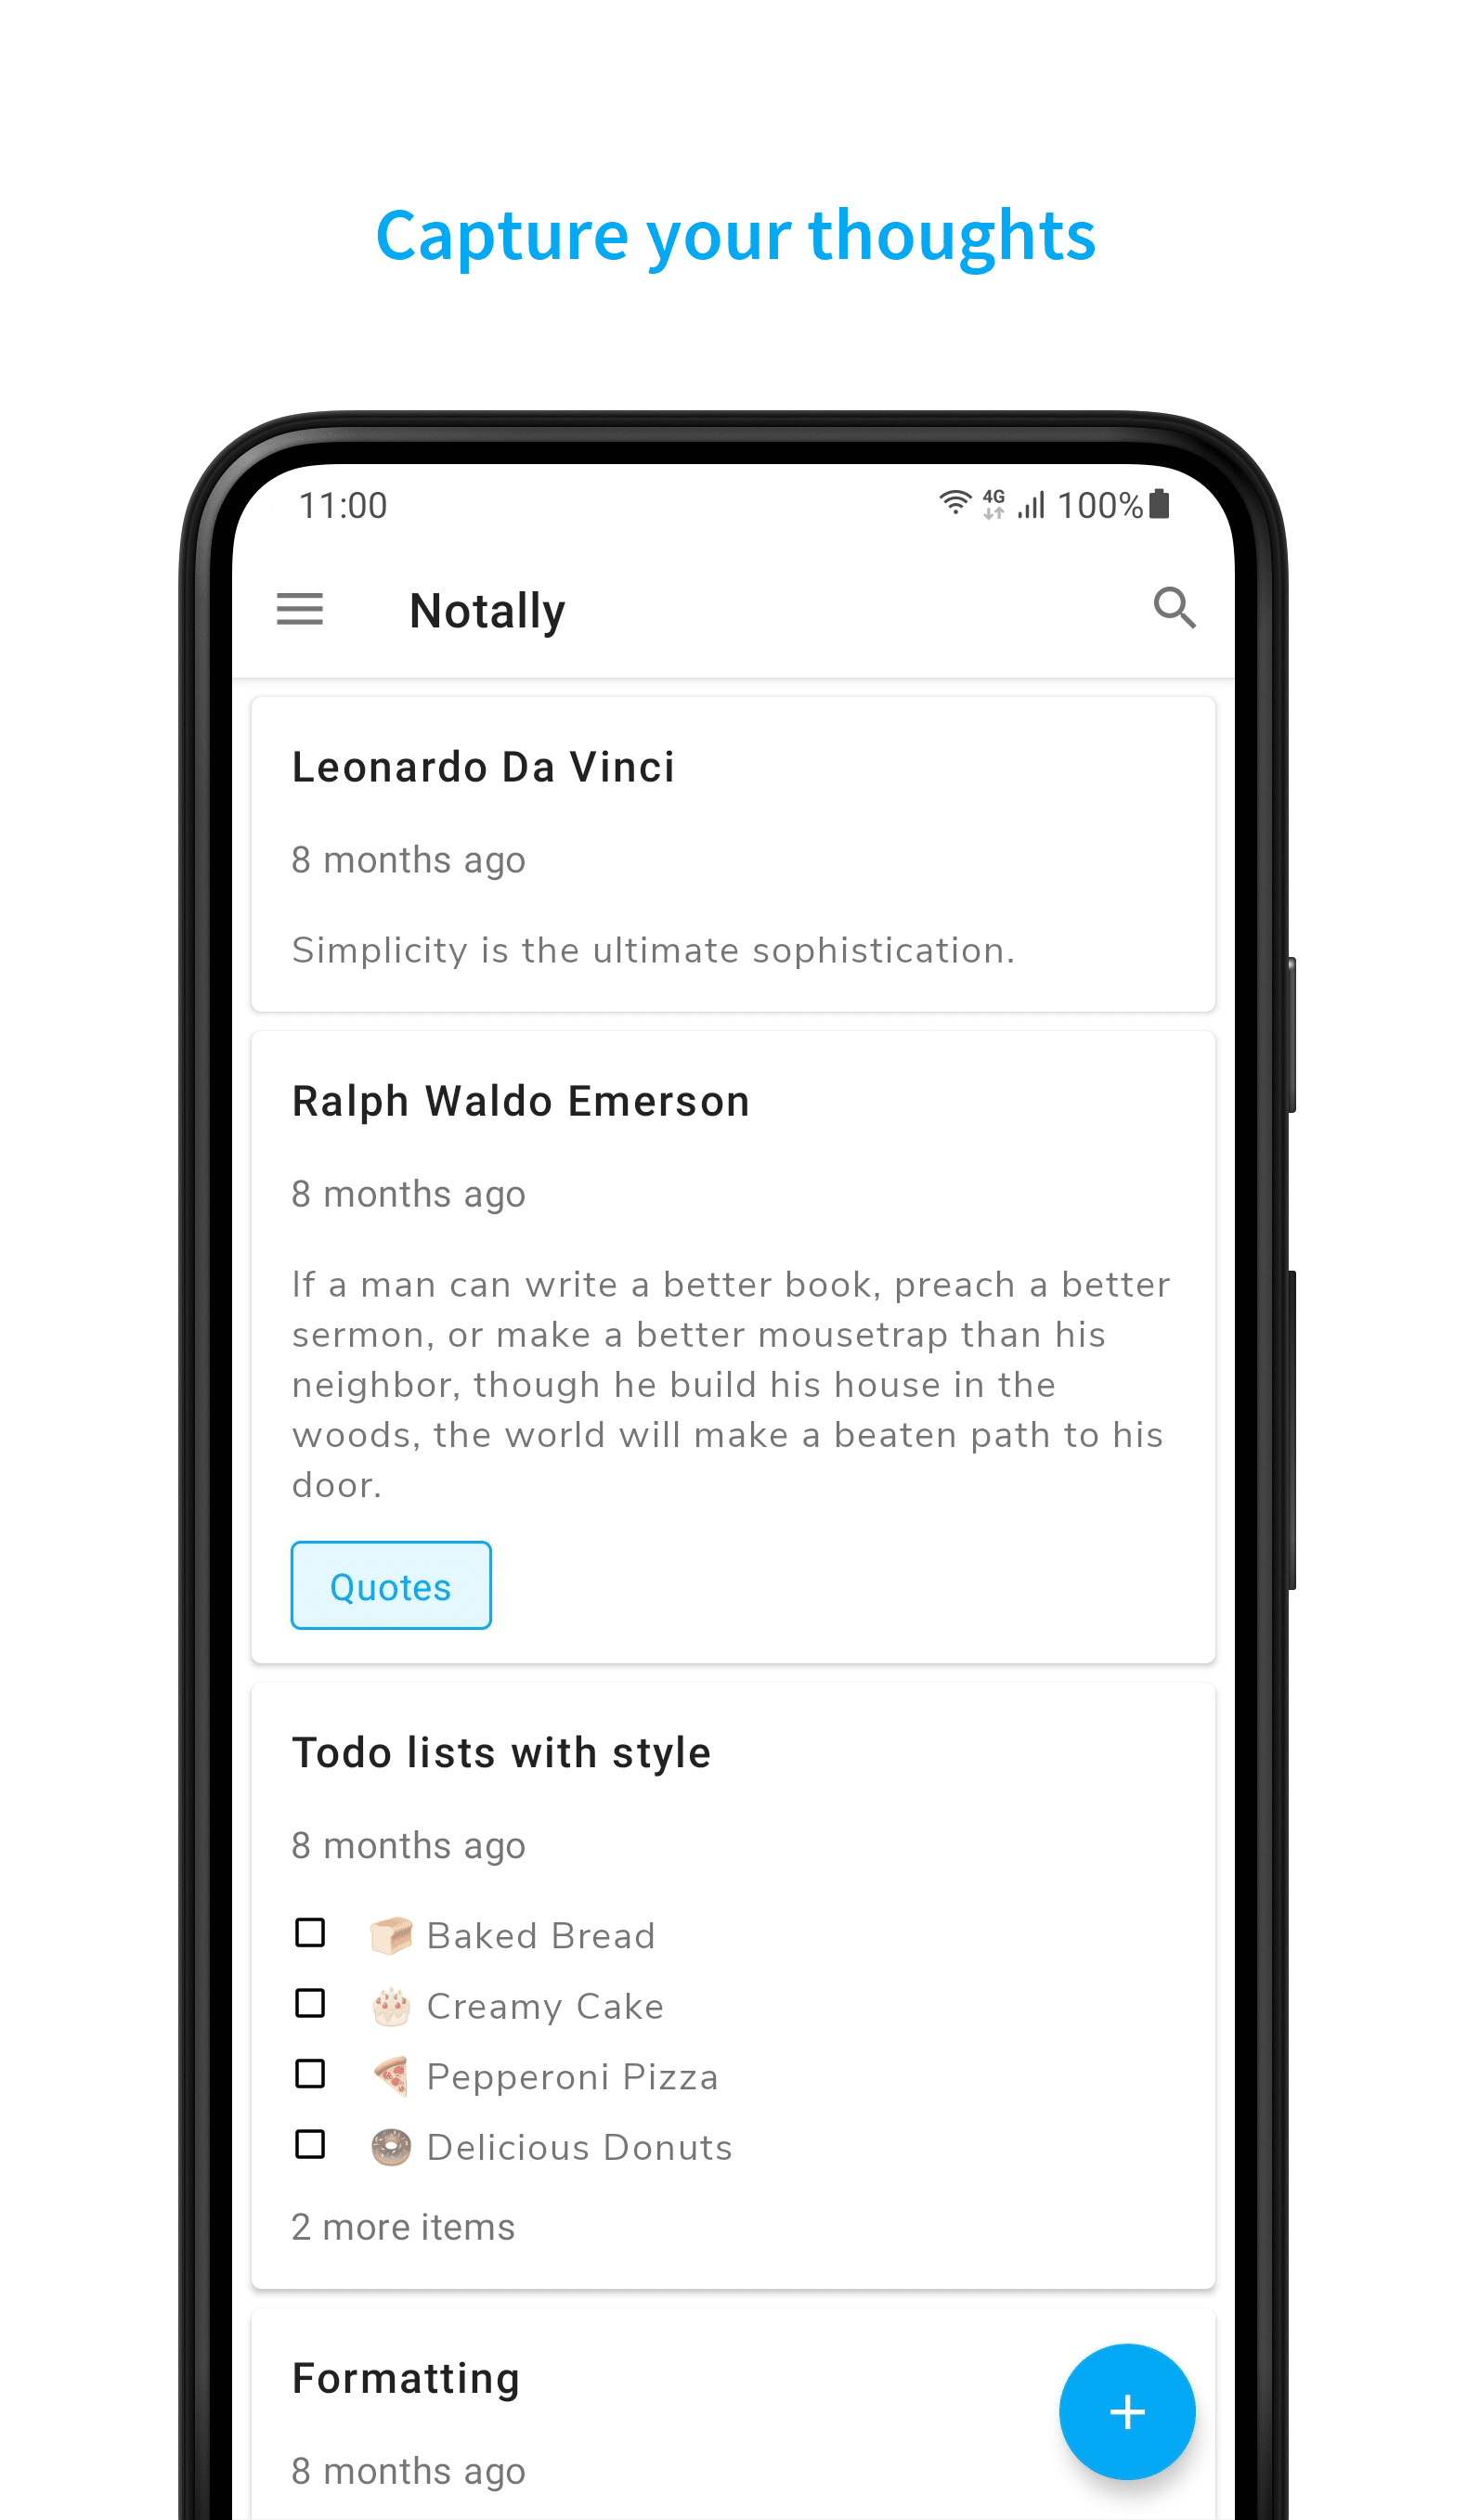 Capture your thoughts
11:00
4G
100%
Notally
Leonardo Da Vinci
8 months ago
Simplicity is the ultimate sophistication.
Ralph Waldo Emerson
8 months ago
If a man can write a better book, preach a better
sermon, or make a better mousetrap than his
neighbor, though he build his house in the
woods, the world will make a beaten path to his
door.
Quotes
Todo lists with style
8 months ago
🍞 Baked Bread
🎂 Creamy Cake
🍕 Pepperoni Pizza
🍩 Delicious Donuts
2 more items
Formatting
8 months ago